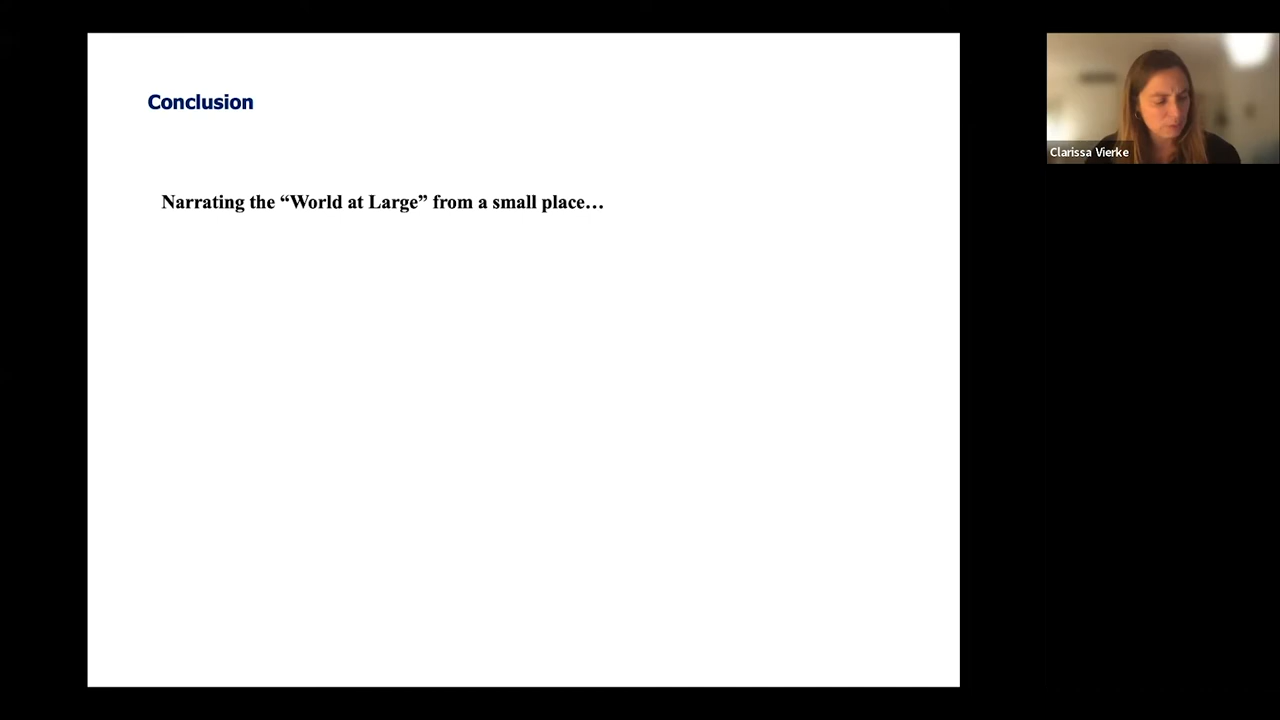 Conclusion
Narrating the “World at Large” from a small place…
Clarissa Vierke